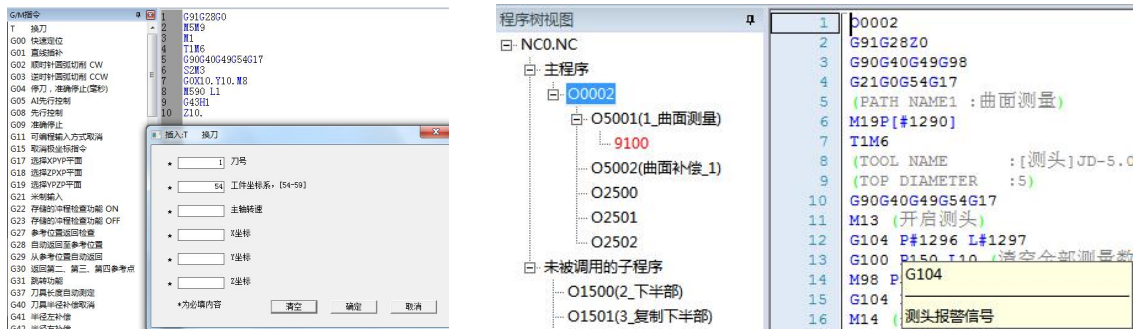 G/M指令
T 换刀
G00 快速定位
G01 直线插补
G02 顺时针圆弧切削 CW
G03 逆时针圆弧切削 CCW
G04 停刀，准确停止(毫秒)
G05 AI先行控制
G08 先行控制
G09 准确停止
G11 可编程输入方式取消
G15 取消极坐标指令
G17 选择XPYP平面
G18 选择ZPXP平面
G19 选择YPZP平面
G21 米制输入
G22 存储的冲程检查功能 ON
G23 存储的冲程检查功能 OFF
G27 参考位置返回检查
G28 自动返回至参考位置
G29 从参考位置自动返回
G30 返回第二、第三、第四参考点
G31 跳转功能
G37 刀具长度自动测定
G40 刀具半径补偿取消
G41 半径左补偿
G42 半径右补偿
1 G91G28G0
2 M5M9
3 M1
4 T1M6
5 G90G40G49G54G17
6 S2M3
7 G0X10.Y10.M8
8 M590 L1
9 G43H1
10 Z10.
插入:T 换刀
* 1 刀号
* 54 工件坐标系，[54-59]
* 主轴转速
* X坐标
* Y坐标
* Z坐标
*为必填内容 清空 确定 取消
程序树视图
NC0.NC
主程序
O0002
O5001(1_曲面测量)
9100
O5002(曲面补偿_1)
O2500
O2501
O2502
未被调用的子程序
O1500(2_下半部)
O1501(3_复制下半部)
1 O0002
2 G91G28Z0
3 G90G40G49G98
4 G21G0G54G17
5 (PATH NAME1 :曲面测量)
6 M19P[#1290]
7 T1M6
8 (TOOL NAME :[测头]JD-5.0
9 (TOP DIAMETER :5)
10 G90G40G49G54G17
11 M13 (开启测头)
12 G104 P#1296 L#1297
13 G100 P150 I10 (清空全部测量数
14 M98 P
15 G104
16 M14 (
G104
测头报警信号